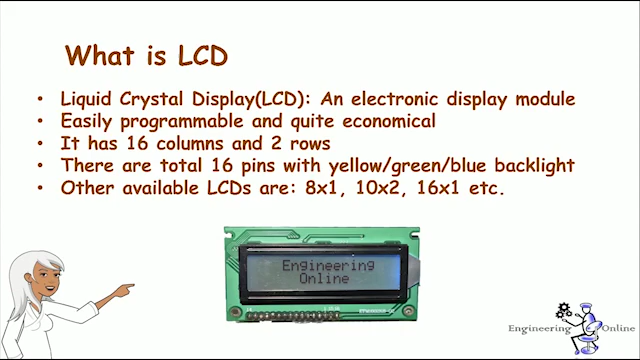 What is LCD
• Liquid Crystal Display(LCD): An electronic display module
• Easily programmable and quite economical
• It has 16 columns and 2 rows
• There are total 16 pins with yellow/green/blue backlight
• Other available LCDs are: 8x1, 10x2, 16x1 etc.
Engineering
Online
Engineering Online